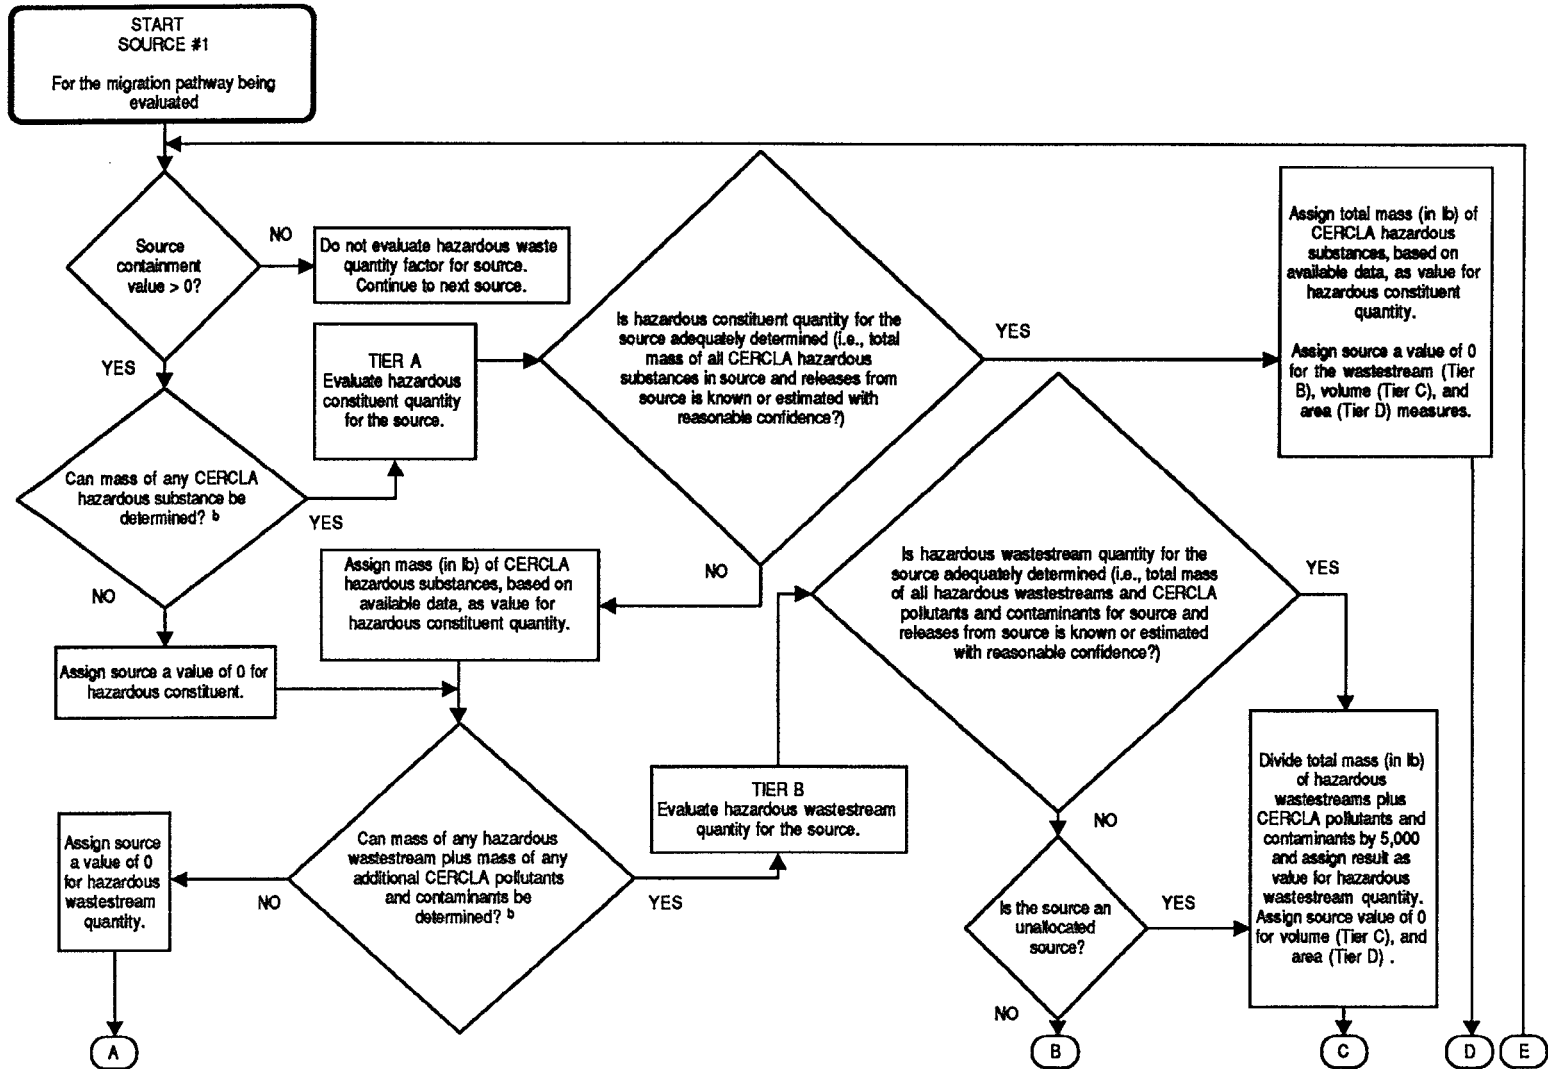 START
SOURCE #1
For the migration pathway being
evaluated
Source
containment
value > 0?
NO
Do not evaluate hazardous waste
quantity factor for source.
Continue to next source.
YES
TIER A
Evaluate hazardous
constituent quantity
for the source.
Is hazardous constituent quantity for the
source adequately determined (i.e., total
mass of all CERCLA hazardous
substances in source and releases from
source is known or estimated with
reasonable confidence?)
YES
Assign total mass (in lb) of
CERCLA hazardous
substances, based on
available data, as value for
hazardous constituent
quantity.
Assign source a value of 0
for the wastestream (Tier
B), volume (Tier C), and
area (Tier D) measures.
Can mass of any CERCLA
hazardous substance be
determined? b
YES
NO
NO
Assign mass (in lb) of CERCLA
hazardous substances, based on
available data, as value for
hazardous constituent quantity.
Assign source a value of 0 for
hazardous constituent.
Is hazardous wastestream quantity for the
source adequately determined (i.e., total mass
of all hazardous wastestreams and CERCLA
pollutants and contaminants for source and
releases from source is known or estimated
with reasonable confidence?)
YES
NO
TIER B
Evaluate hazardous wastestream
quantity for the source.
Can mass of any hazardous
wastestream plus mass of any
additional CERCLA pollutants
and contaminants be
determined? b
NO
YES
Assign source
a value of 0
for hazardous
wastestream
quantity.
Is the source an
unallocated
source?
YES
NO
Divide total mass (in lb)
of hazardous
wastestreams plus
CERCLA pollutants and
contaminants by 5,000
and assign result as
value for hazardous
wastestream quantity.
Assign source value of 0
for volume (Tier C), and
area (Tier D) .
A
B
C
D
E